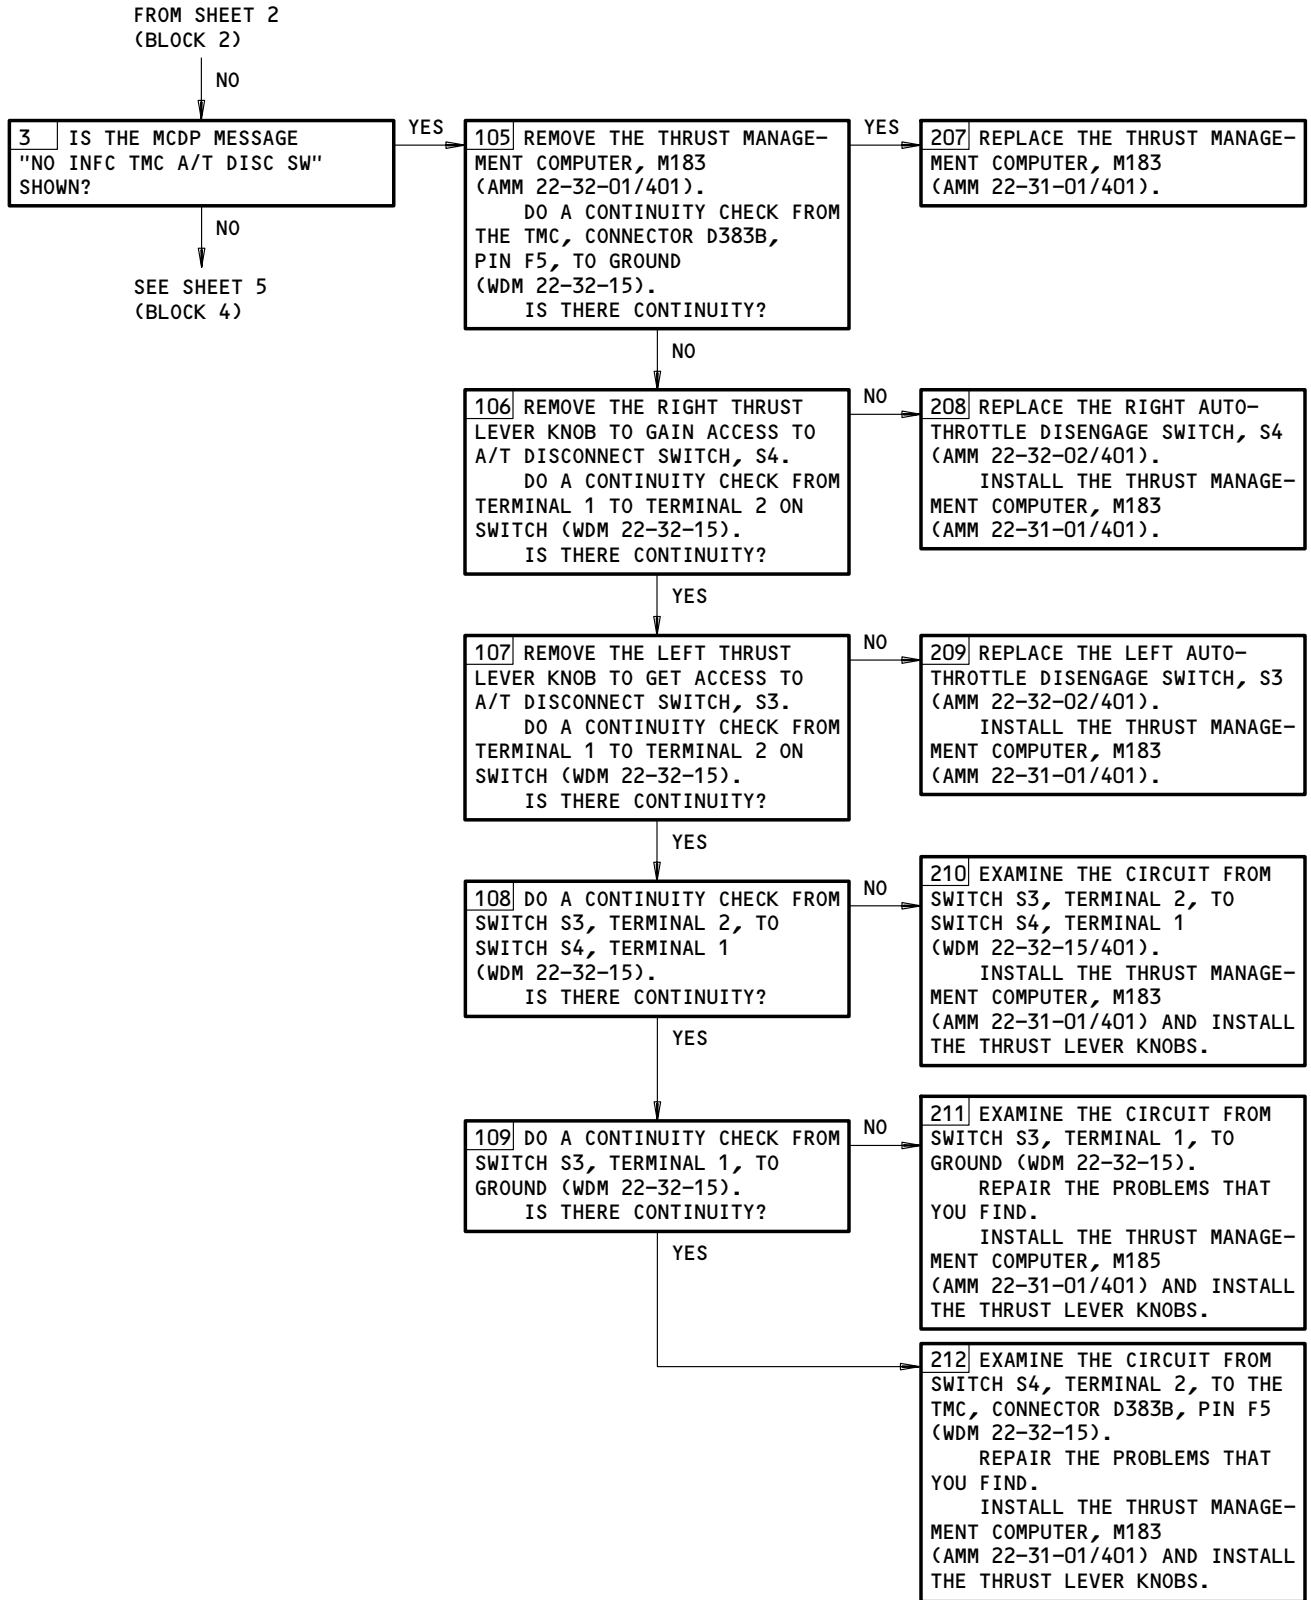 FROM SHEET 2
(BLOCK 2)
NO
3 IS THE MCDP MESSAGE
"NO INFC TMC A/T DISC SW"
SHOWN?
YES
NO
SEE SHEET 5
(BLOCK 4)
105 REMOVE THE THRUST MANAGE-
MENT COMPUTER, M183
(AMM 22-32-01/401).
DO A CONTINUITY CHECK FROM
THE TMC, CONNECTOR D383B,
PIN F5, TO GROUND
(WDM 22-32-15).
IS THERE CONTINUITY?
YES
207 REPLACE THE THRUST MANAGE-
MENT COMPUTER, M183
(AMM 22-31-01/401).
NO
106 REMOVE THE RIGHT THRUST
LEVER KNOB TO GAIN ACCESS TO
A/T DISCONNECT SWITCH, S4.
DO A CONTINUITY CHECK FROM
TERMINAL 1 TO TERMINAL 2 ON
SWITCH (WDM 22-32-15).
IS THERE CONTINUITY?
NO
208 REPLACE THE RIGHT AUTO-
THROTTLE DISENGAGE SWITCH, S4
(AMM 22-32-02/401).
INSTALL THE THRUST MANAGE-
MENT COMPUTER, M183
(AMM 22-31-01/401).
YES
107 REMOVE THE LEFT THRUST
LEVER KNOB TO GET ACCESS TO
A/T DISCONNECT SWITCH, S3.
DO A CONTINUITY CHECK FROM
TERMINAL 1 TO TERMINAL 2 ON
SWITCH (WDM 22-32-15).
IS THERE CONTINUITY?
NO
209 REPLACE THE LEFT AUTO-
THROTTLE DISENGAGE SWITCH, S3
(AMM 22-32-02/401).
INSTALL THE THRUST MANAGE-
MENT COMPUTER, M183
(AMM 22-31-01/401).
YES
108 DO A CONTINUITY CHECK FROM
SWITCH S3, TERMINAL 2, TO
SWITCH S4, TERMINAL 1
(WDM 22-32-15).
IS THERE CONTINUITY?
NO
210 EXAMINE THE CIRCUIT FROM
SWITCH S3, TERMINAL 2, TO
SWITCH S4, TERMINAL 1
(WDM 22-32-15/401).
INSTALL THE THRUST MANAGE-
MENT COMPUTER, M183
(AMM 22-31-01/401) AND INSTALL
THE THRUST LEVER KNOBS.
YES
109 DO A CONTINUITY CHECK FROM
SWITCH S3, TERMINAL 1, TO
GROUND (WDM 22-32-15).
IS THERE CONTINUITY?
NO
211 EXAMINE THE CIRCUIT FROM
SWITCH S3, TERMINAL 1, TO
GROUND (WDM 22-32-15).
REPAIR THE PROBLEMS THAT
YOU FIND.
INSTALL THE THRUST MANAGE-
MENT COMPUTER, M185
(AMM 22-31-01/401) AND INSTALL
THE THRUST LEVER KNOBS.
YES
212 EXAMINE THE CIRCUIT FROM
SWITCH S4, TERMINAL 2, TO THE
TMC, CONNECTOR D383B, PIN F5
(WDM 22-32-15).
REPAIR THE PROBLEMS THAT
YOU FIND.
INSTALL THE THRUST MANAGE-
MENT COMPUTER, M183
(AMM 22-31-01/401) AND INSTALL
THE THRUST LEVER KNOBS.